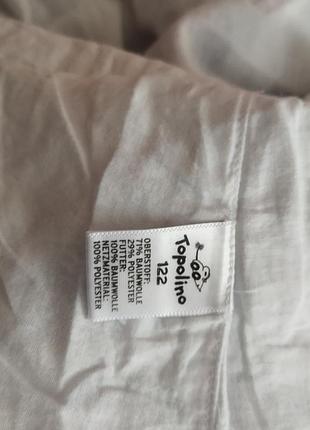 Topolino
122
OBERSTOFF:
71% BAUMWOLLE
29% POLYESTER
FUTTER:
100% BAUMWOLLE
NETZMATERIAL:
100% POLYESTER